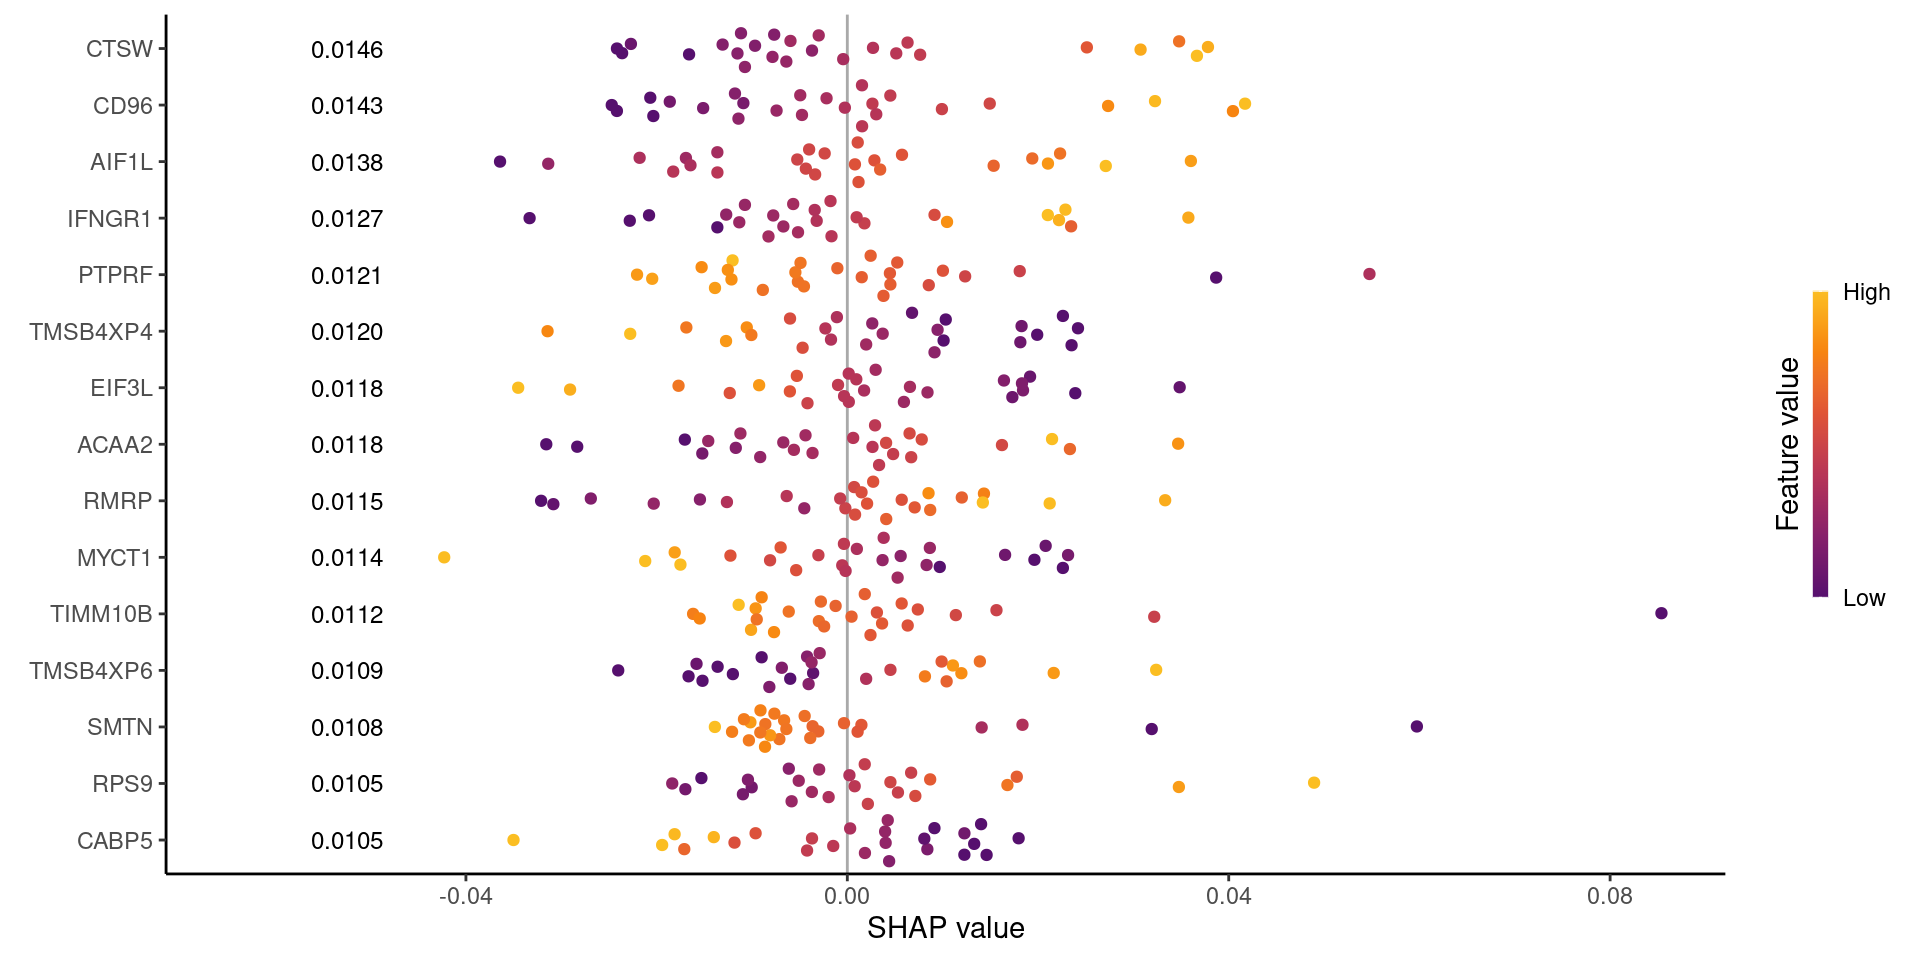 CTSW 0.0146
CD96 0.0143
AIF1L 0.0138
IFNGR1 0.0127
PTPRF 0.0121
TMSB4XP4 0.0120
EIF3L 0.0118
ACAA2 0.0118
RMRP 0.0115
MYCT1 0.0114
TIMM10B 0.0112
TMSB4XP6 0.0109
SMTN 0.0108
RPS9 0.0105
CABP5 0.0105
-0.04 0.00 0.04 0.08
SHAP value
High
Feature value
Low